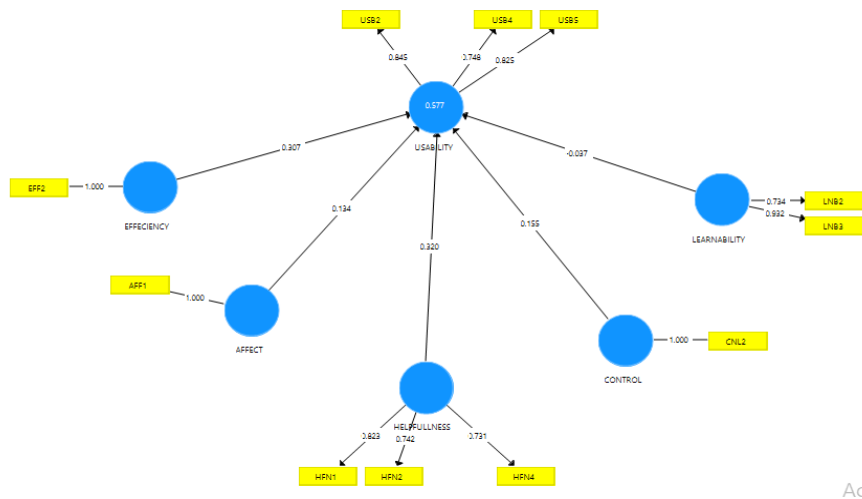 USB2
USB4
USB5
0.845
0.748
0.825
0.577
USABILITY
0.307
-0.037
EFF2
1.000
EFFECIENCY
0.134
0.155
0.734
LNB2
0.932
LNB3
LEARNABILITY
0.320
AFF1
1.000
AFFECT
1.000
CNL2
CONTROL
HELPFULLNESS
0.823
0.742
0.731
HFN1
HFN2
HFN4